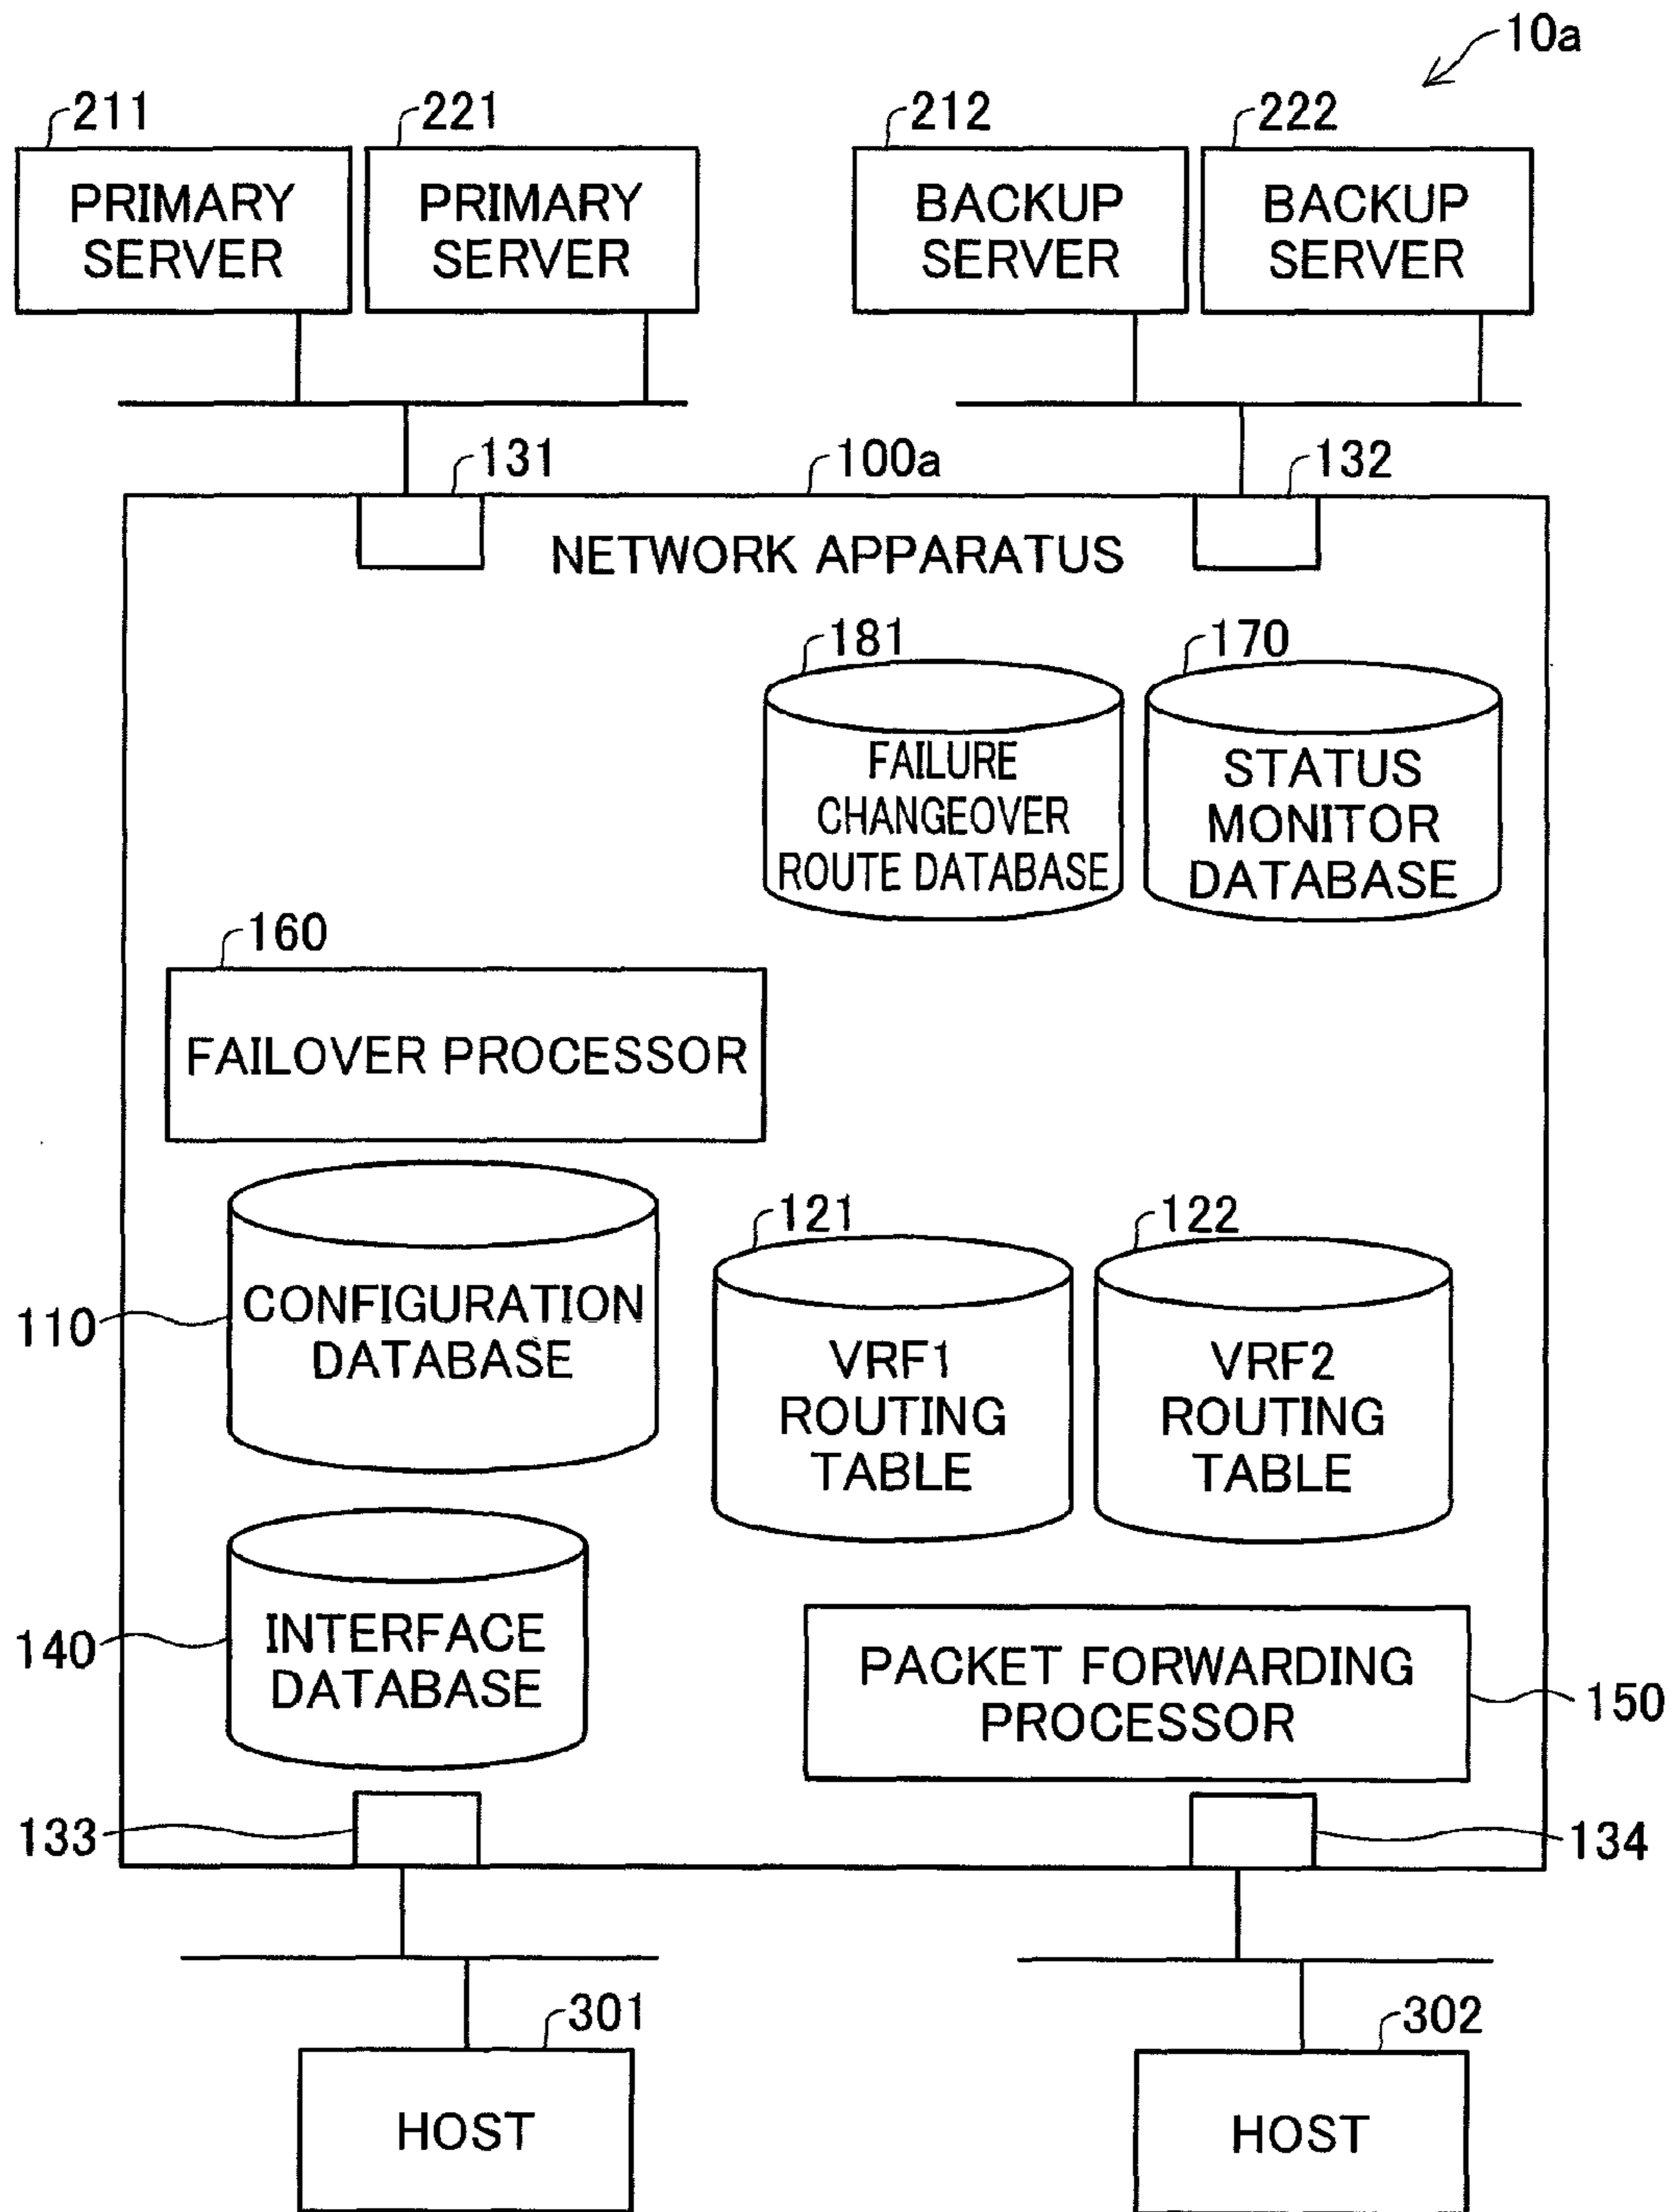 10a
211
221
212
222
PRIMARY
SERVER
PRIMARY
SERVER
BACKUP
SERVER
BACKUP
SERVER
131
100a
132
NETWORK APPARATUS
181
170
FAILURE
CHANGEOVER
ROUTE DATABASE
STATUS
MONITOR
DATABASE
160
FAILOVER PROCESSOR
110
CONFIGURATION
DATABASE
121
122
VRF1
ROUTING
TABLE
VRF2
ROUTING
TABLE
140
INTERFACE
DATABASE
PACKET FORWARDING
PROCESSOR
150
133
134
301
302
HOST
HOST